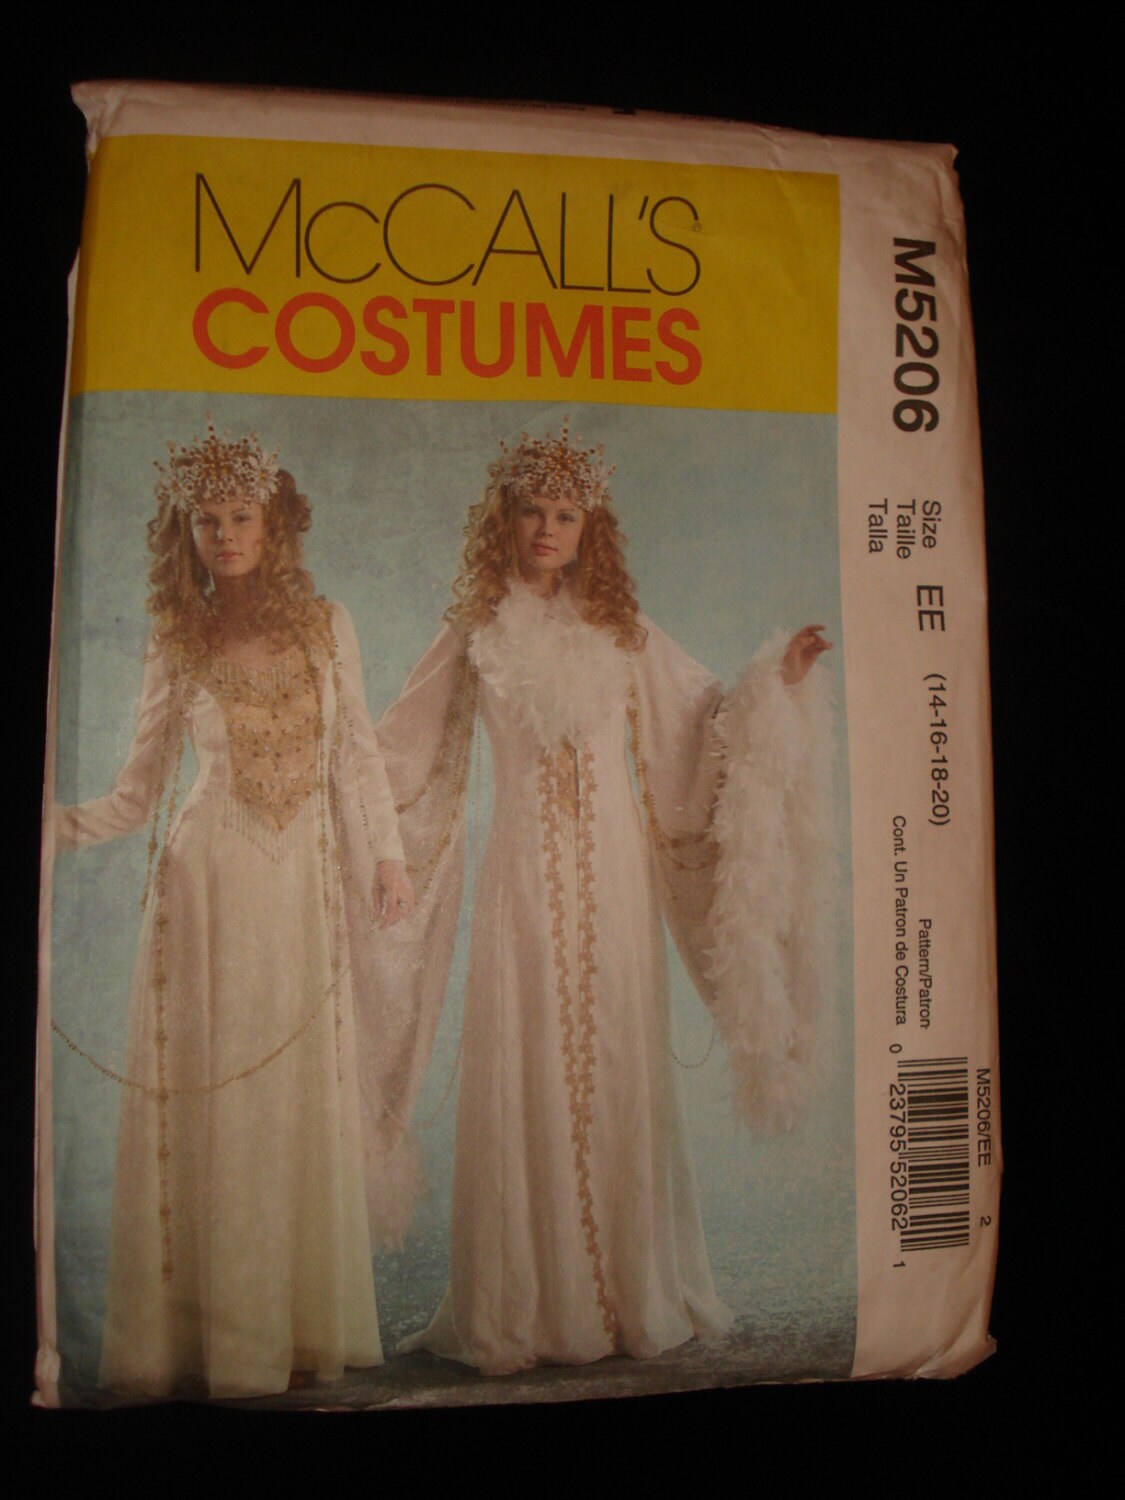 McCALL'S
COSTUMES
M5206
Size
Taille
Talla
EE
(14-16-18-20)
Pattern/Patron
Cont. Un Patron de Costura
M5206/EE
2
0 23795 52062 1